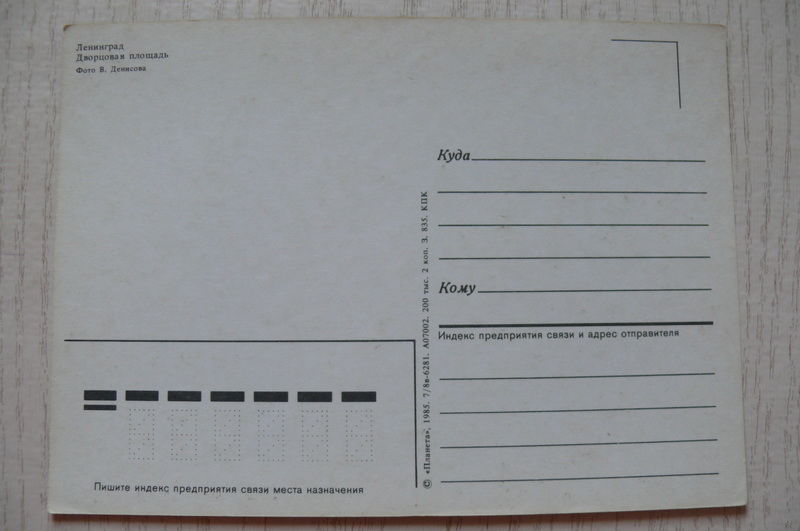 Ленинград
Дворцовая площадь
Фото В. Денисова
Куда
Кому
Индекс предприятия связи и адрес отправителя
Пишите индекс предприятия связи места назначения
© «Планета», 1985. 7/8в-6281. А07002. 200 тыс. 2 коп. З. 835. КПК